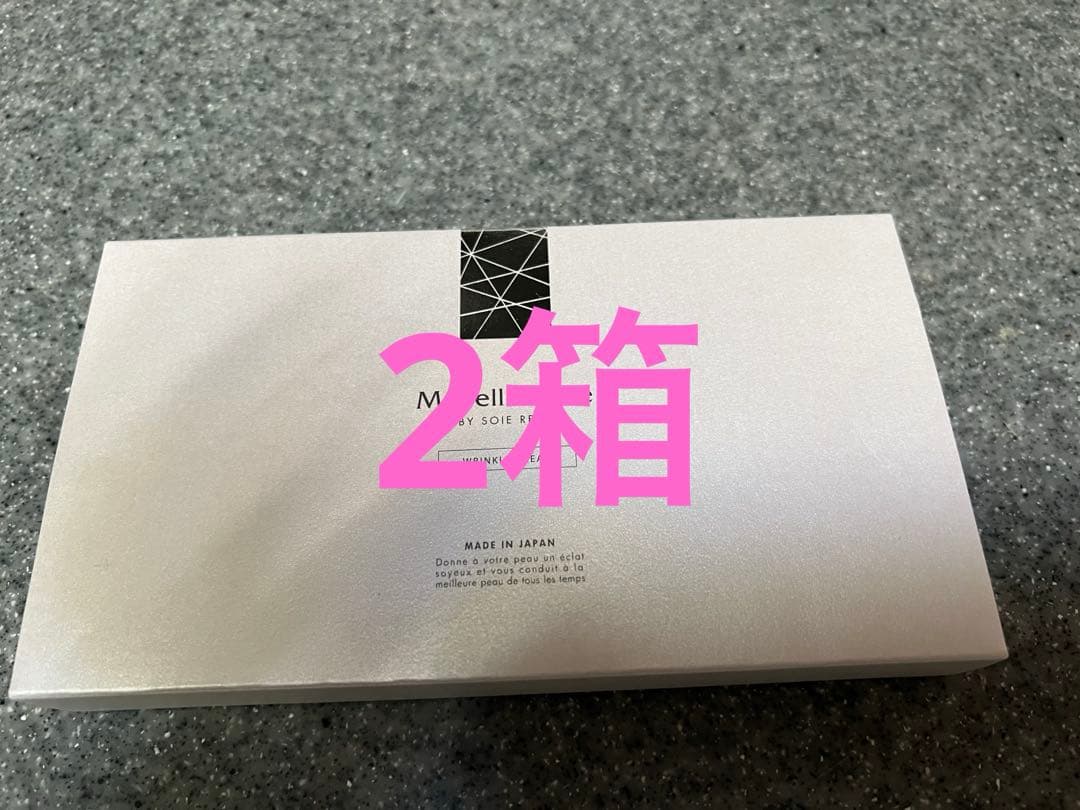 2箱
BY SOIE
MADE IN JAPAN
Donne à votre peau un éclat
soyeux et vous conduit à la
meilleure peau de tous les temps